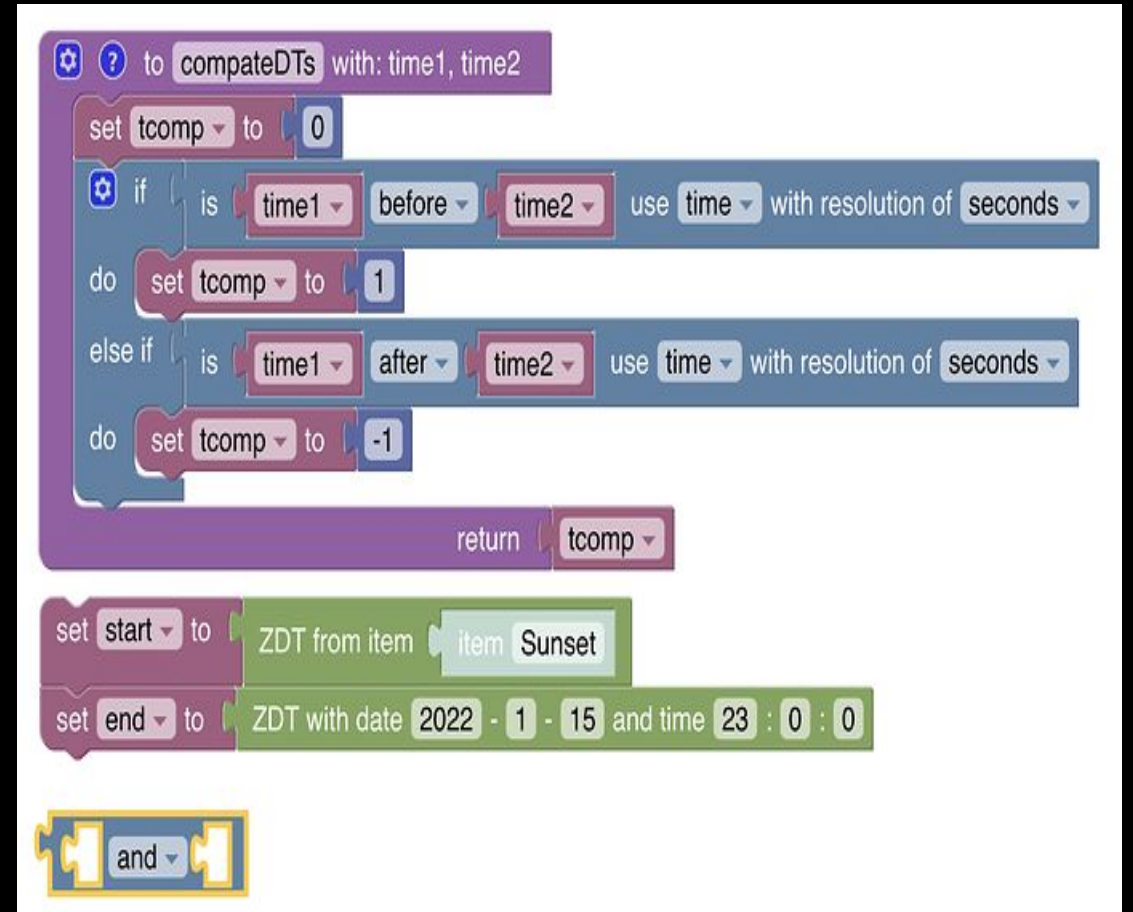 ? to compateDTs with: time1, time2
set tcomp to 0
if is time1 before time2 use time with resolution of seconds
do set tcomp to 1
else if is time1 after time2 use time with resolution of seconds
do set tcomp to -1
return tcomp
set start to ZDT from item item Sunset
set end to ZDT with date 2022 - 1 - 15 and time 23 : 0 : 0
and